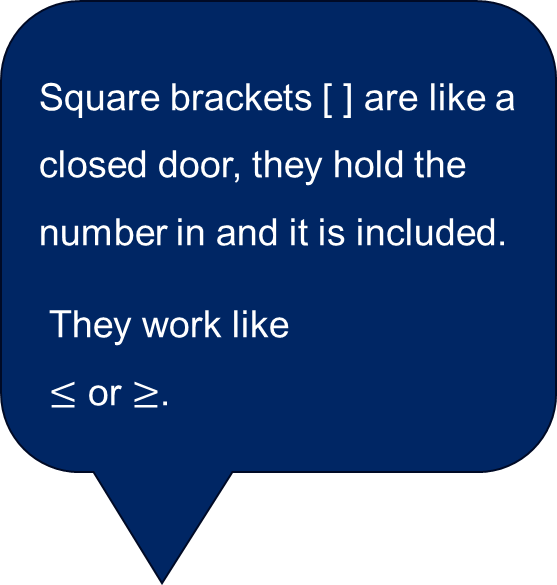 Square brackets [ ] are like a
closed door, they hold the
number in and it is included.
They work like
≤ or ≥.